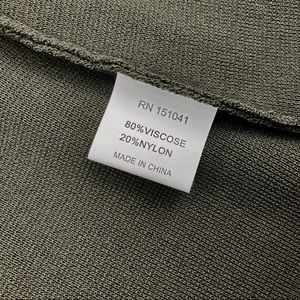 RN 151041
80%VISCOSE
20%NYLON
MADE IN CHINA